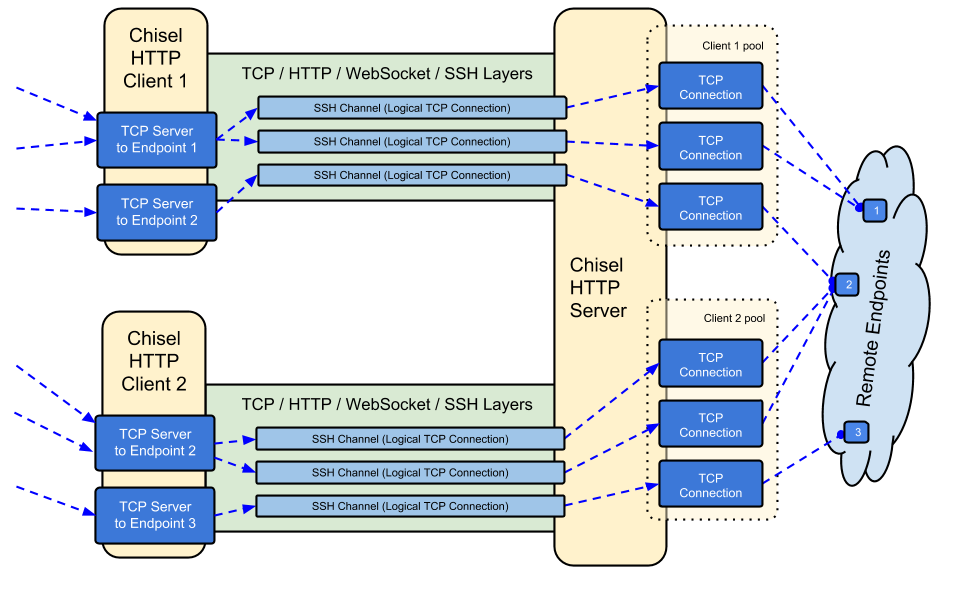 Chisel
HTTP
Client 1
TCP Server
to Endpoint 1
TCP Server
to Endpoint 2
TCP / HTTP / WebSocket / SSH Layers
SSH Channel (Logical TCP Connection)
SSH Channel (Logical TCP Connection)
SSH Channel (Logical TCP Connection)
Client 1 pool
TCP
Connection
TCP
Connection
TCP
Connection
Chisel
HTTP
Server
1
2
3
Remote Endpoints
Chisel
HTTP
Client 2
TCP Server
to Endpoint 2
TCP Server
to Endpoint 3
TCP / HTTP / WebSocket / SSH Layers
SSH Channel (Logical TCP Connection)
SSH Channel (Logical TCP Connection)
SSH Channel (Logical TCP Connection)
Client 2 pool
TCP
Connection
TCP
Connection
TCP
Connection